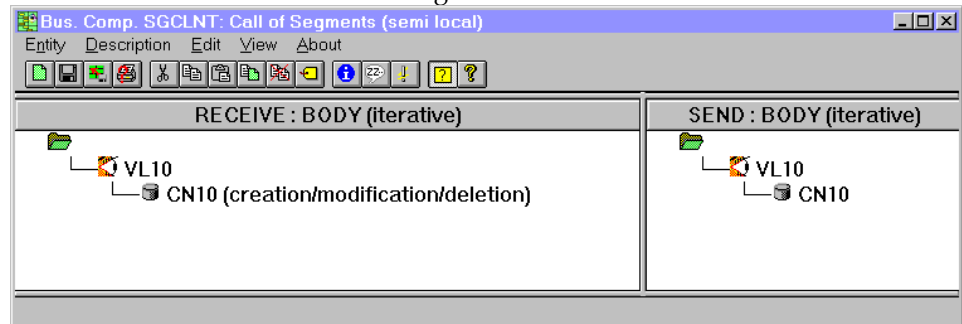 Bus. Comp. SGCLNT: Call of Segments (semi local)
Entity Description Edit View About
RECEIVE : BODY (iterative)
SEND : BODY (iterative)
VL10
CN10 (creation/modification/deletion)
VL10
CN10